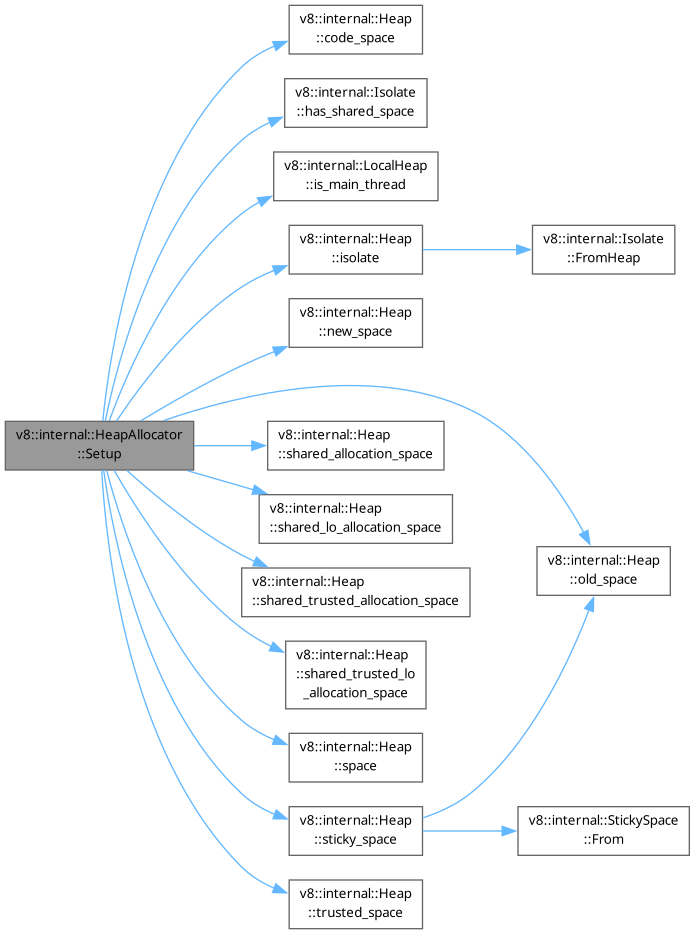 v8::internal::Heap
::code_space
v8::internal::Isolate
::has_shared_space
v8::internal::LocalHeap
::is_main_thread
v8::internal::Heap
::isolate
v8::internal::Isolate
::FromHeap
v8::internal::Heap
::new_space
v8::internal::HeapAllocator
::Setup
v8::internal::Heap
::shared_allocation_space
v8::internal::Heap
::shared_lo_allocation_space
v8::internal::Heap
::old_space
v8::internal::Heap
::shared_trusted_allocation_space
v8::internal::Heap
::shared_trusted_lo
_allocation_space
v8::internal::Heap
::space
v8::internal::Heap
::sticky_space
v8::internal::StickySpace
::From
v8::internal::Heap
::trusted_space